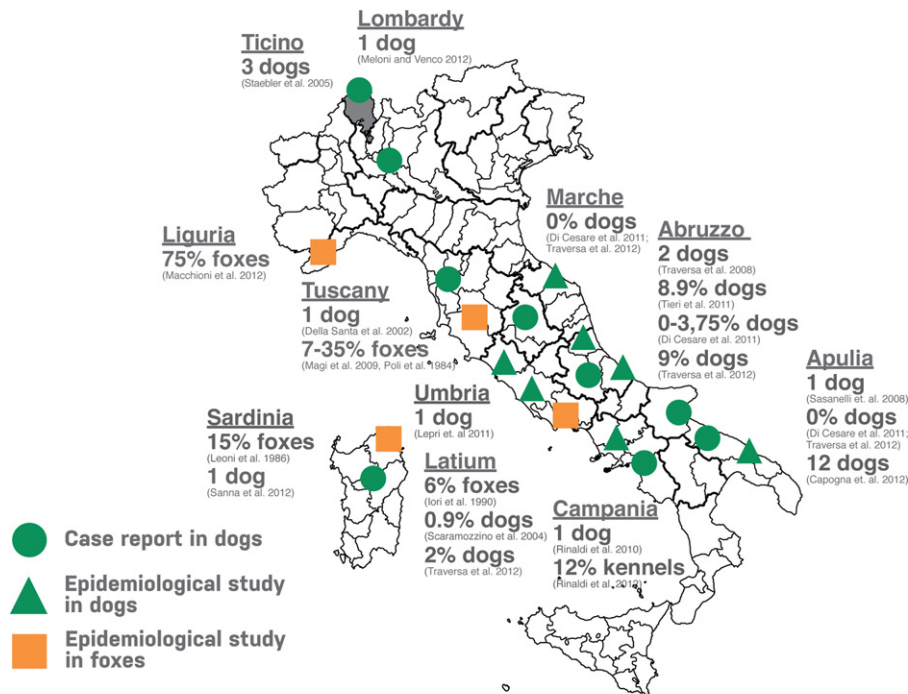 Lombardy
1 dog
(Meloni and Venco 2012)
Ticino
3 dogs
(Staebler et al. 2005)
Marche
0% dogs
(Di Cesare et al. 2011;
Traversa et al. 2012)
Abruzzo
2 dogs
(Traversa et al. 2008)
8.9% dogs
(Tieri et al. 2011)
0-3,75% dogs
(Di Cesare et al. 2011)
9% dogs
(Traversa et al. 2012)
Liguria
75% foxes
(Macchioni et al. 2012)
Tuscany
1 dog
(Della Santa et al. 2002)
7-35% foxes
(Magi et al. 2009, Poli et al. 1984)
Apulia
1 dog
(Sasanelli et. al. 2008)
0% dogs
(Di Cesare et al. 2011;
Traversa et al. 2012)
12 dogs
(Capogna et. al. 2012)
Umbria
1 dog
(Lepri et. al 2011)
Sardinia
15% foxes
(Leoni et al. 1986)
1 dog
(Sanna et al. 2012)
Latium
6% foxes
(Iori et al. 1990)
0.9% dogs
(Scaramozzino et al. 2004)
2% dogs
(Traversa et al. 2012)
Campania
1 dog
(Rinaldi et al. 2010)
12% kennels
(Rinaldi et al. 2012)
Case report in dogs
Epidemiological study
in dogs
Epidemiological study
in foxes